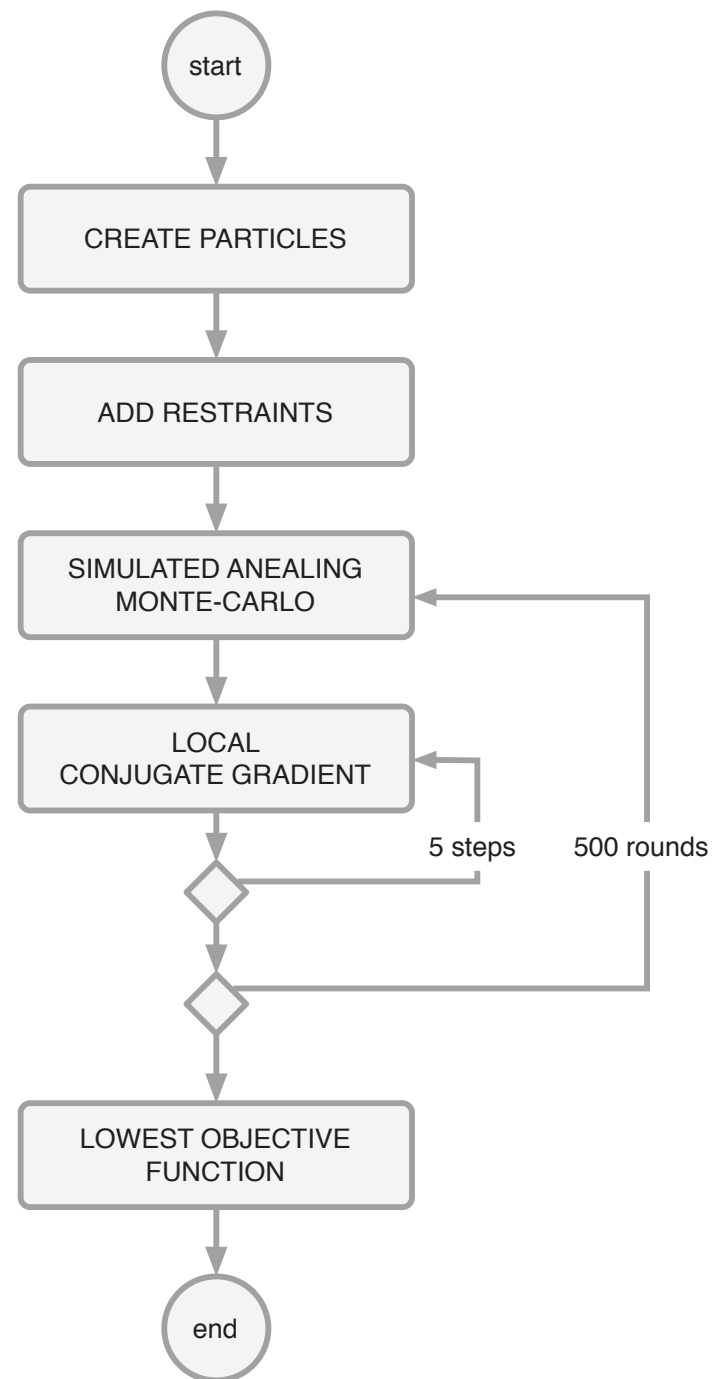 start
CREATE PARTICLES
ADD RESTRAINTS
SIMULATED ANEALING
MONTE-CARLO
LOCAL
CONJUGATE GRADIENT
5 steps
500 rounds
LOWEST OBJECTIVE
FUNCTION
end